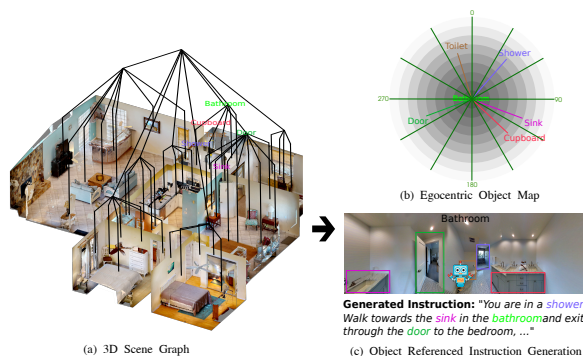 Bathroom
Cupboard
Door
Sink
(a) 3D Scene Graph
0
Toilet
Shower
270
90
Door
Sink
Cupboard
180
(b) Egocentric Object Map
Bathroom
Generated Instruction: "You are in a shower
Walk towards the sink in the bathroomand exit
through the door to the bedroom, ..."
(c) Object Referenced Instruction Generation